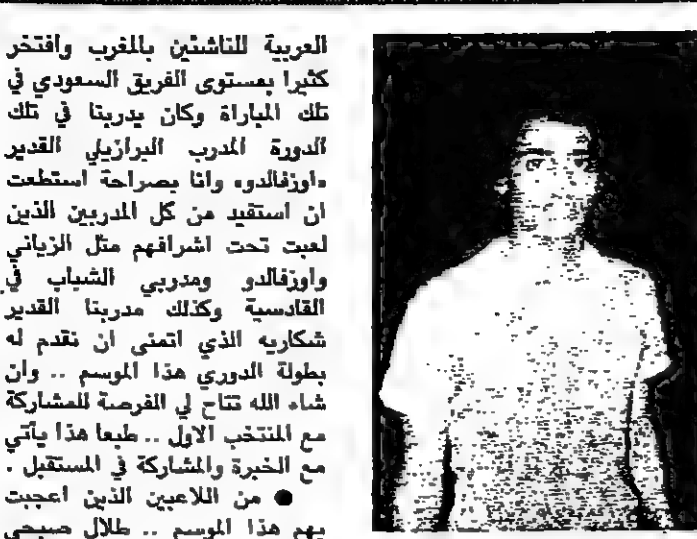 العربية للناشئين بالمغرب وافتخر
كثيرا بمستوى الفريق السعودي في
تلك المباراة وكان يدربنا في تلك
الدورة المدرب البرازيلي القدير
«اوزفالدو» وانا بصراحة استطعت
ان استفيد من كل المدربين الذين
لعبت تحت اشرافهم مثل الزياني
واوزفالدو ومدربي الشباب في
القادسية وكذلك مدربنا القدير
شكاريه الذي اتمنى ان نقدم له
بطولة الدوري هذا الموسم .. وان
شاء الله تتاح لي الفرصة للمشاركة
مع المنتخب الاول .. طبعا هذا يأتي
مع الخبرة والمشاركة في المستقبل .
● من اللاعبين الذين اعجبت
بهم هذا الموسم .. طلال صبحي